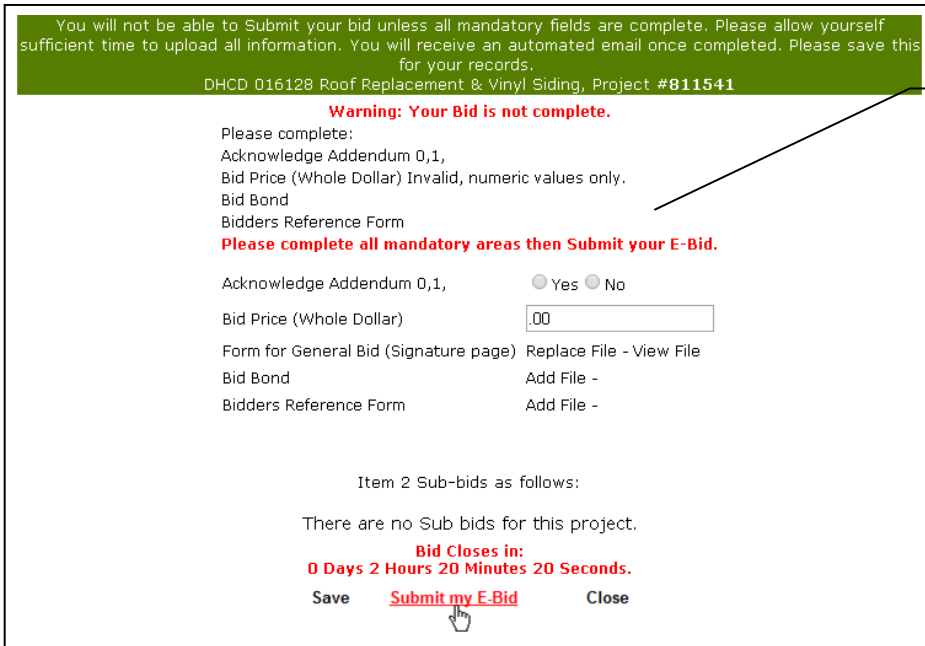 You will not be able to Submit your bid unless all mandatory fields are complete. Please allow yourself
sufficient time to upload all information. You will receive an automated email once completed. Please save this
for your records.
DHCD 016128 Roof Replacement & Vinyl Siding, Project #811541
Warning: Your Bid is not complete.
Please complete:
Acknowledge Addendum 0,1,
Bid Price (Whole Dollar) Invalid, numeric values only.
Bid Bond
Bidders Reference Form
Please complete all mandatory areas then Submit your E-Bid.
Acknowledge Addendum 0,1, Yes No
Bid Price (Whole Dollar) .00
Form for General Bid (Signature page) Replace File - View File
Bid Bond Add File -
Bidders Reference Form Add File -
Item 2 Sub-bids as follows:
There are no Sub bids for this project.
Bid Closes in:
0 Days 2 Hours 20 Minutes 20 Seconds.
Save Submit my E-Bid Close